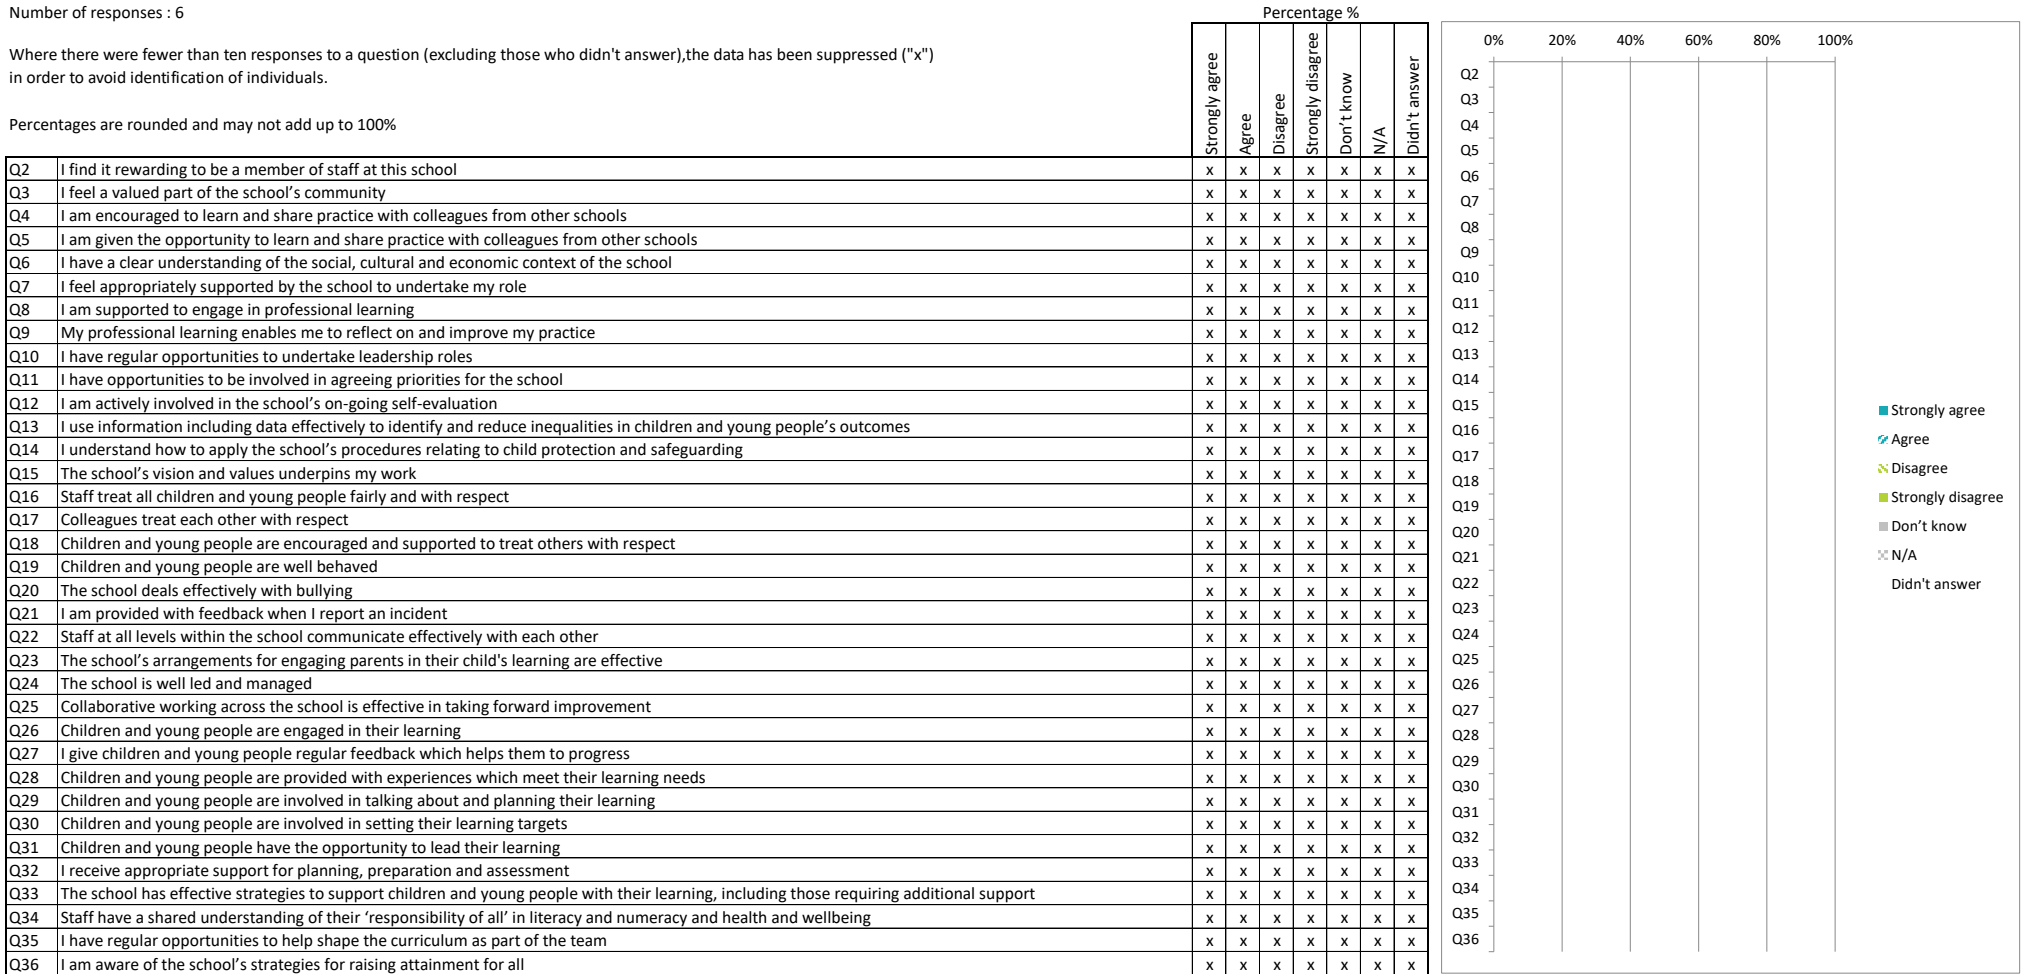 Number of responses : 6
Percentage %
Where there were fewer than ten responses to a question (excluding those who didn't answer),the data has been suppressed ("x")
in order to avoid identification of individuals.
Percentages are rounded and may not add up to 100%
Strongly agree
Agree
Disagree
Strongly disagree
Don't know
N/A
Didn't answer
Q2 I find it rewarding to be a member of staff at this school x x x x x x x
Q3 I feel a valued part of the school’s community x x x x x x x
Q4 I am encouraged to learn and share practice with colleagues from other schools x x x x x x x
Q5 I am given the opportunity to learn and share practice with colleagues from other schools x x x x x x x
Q6 I have a clear understanding of the social, cultural and economic context of the school x x x x x x x
Q7 I feel appropriately supported by the school to undertake my role x x x x x x x
Q8 I am supported to engage in professional learning x x x x x x x
Q9 My professional learning enables me to reflect on and improve my practice x x x x x x x
Q10 I have regular opportunities to undertake leadership roles x x x x x x x
Q11 I have opportunities to be involved in agreeing priorities for the school x x x x x x x
Q12 I am actively involved in the school’s on-going self-evaluation x x x x x x x
Q13 I use information including data effectively to identify and reduce inequalities in children and young people’s outcomes x x x x x x x
Q14 I understand how to apply the school’s procedures relating to child protection and safeguarding x x x x x x x
Q15 The school’s vision and values underpins my work x x x x x x x
Q16 Staff treat all children and young people fairly and with respect x x x x x x x
Q17 Colleagues treat each other with respect x x x x x x x
Q18 Children and young people are encouraged and supported to treat others with respect x x x x x x x
Q19 Children and young people are well behaved x x x x x x x
Q20 The school deals effectively with bullying x x x x x x x
Q21 I am provided with feedback when I report an incident x x x x x x x
Q22 Staff at all levels within the school communicate effectively with each other x x x x x x x
Q23 The school’s arrangements for engaging parents in their child's learning are effective x x x x x x x
Q24 The school is well led and managed x x x x x x x
Q25 Collaborative working across the school is effective in taking forward improvement x x x x x x x
Q26 Children and young people are engaged in their learning x x x x x x x
Q27 I give children and young people regular feedback which helps them to progress x x x x x x x
Q28 Children and young people are provided with experiences which meet their learning needs x x x x x x x
Q29 Children and young people are involved in talking about and planning their learning x x x x x x x
Q30 Children and young people are involved in setting their learning targets x x x x x x x
Q31 Children and young people have the opportunity to lead their learning x x x x x x x
Q32 I receive appropriate support for planning, preparation and assessment x x x x x x x
Q33 The school has effective strategies to support children and young people with their learning, including those requiring additional support x x x x x x x
Q34 Staff have a shared understanding of their ‘responsibility of all’ in literacy and numeracy and health and wellbeing x x x x x x x
Q35 I have regular opportunities to help shape the curriculum as part of the team x x x x x x x
Q36 I am aware of the school’s strategies for raising attainment for all x x x x x x x
0% 20% 40% 60% 80% 100%
Q2
Q3
Q4
Q5
Q6
Q7
Q8
Q9
Q10
Q11
Q12
Q13
Q14
Q15
Q16
Q17
Q18
Q19
Q20
Q21
Q22
Q23
Q24
Q25
Q26
Q27
Q28
Q29
Q30
Q31
Q32
Q33
Q34
Q35
Q36
Strongly agree
Agree
Disagree
Strongly disagree
Don’t know
N/A
Didn't answer